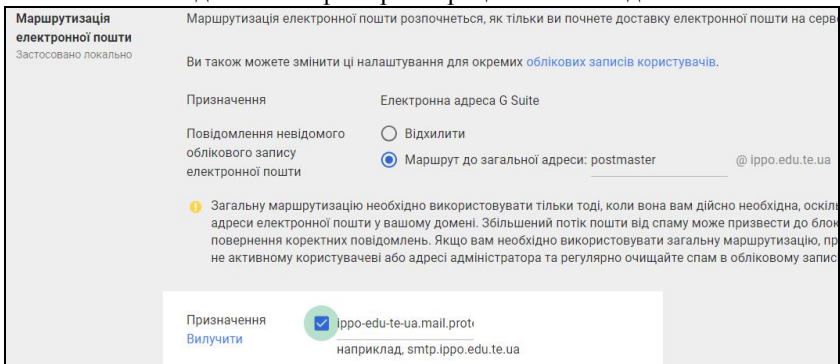 Маршрутизація
електронної пошти
Застосовано локально
Маршрутизація електронної пошти розпочнеться, як тільки ви почнете доставку електронної пошти на серв
Ви також можете змінити ці налаштування для окремих облікових записів користувачів.
Призначення Електронна адреса G Suite
Повідомлення невідомого
облікового запису
електронної пошти
Відхилити
Маршрут до загальної адреси: postmaster @ ippo.edu.te.ua
Загальну маршрутизацію необхідно використовувати тільки тоді, коли вона вам дійсно необхідна, оскіл
адреси електронної пошти у вашому домені. Збільшений потік пошти від спаму може призвести до блок
повернення коректних повідомлень. Якщо вам необхідно використовувати загальну маршрутизацію, пр
не активному користувачеві або адресі адміністратора та регулярно очищайте спам в обліковому запис
Призначення
Вилучити
ippo-edu-te-ua.mail.prote
наприклад, smtp.ippo.edu.te.ua